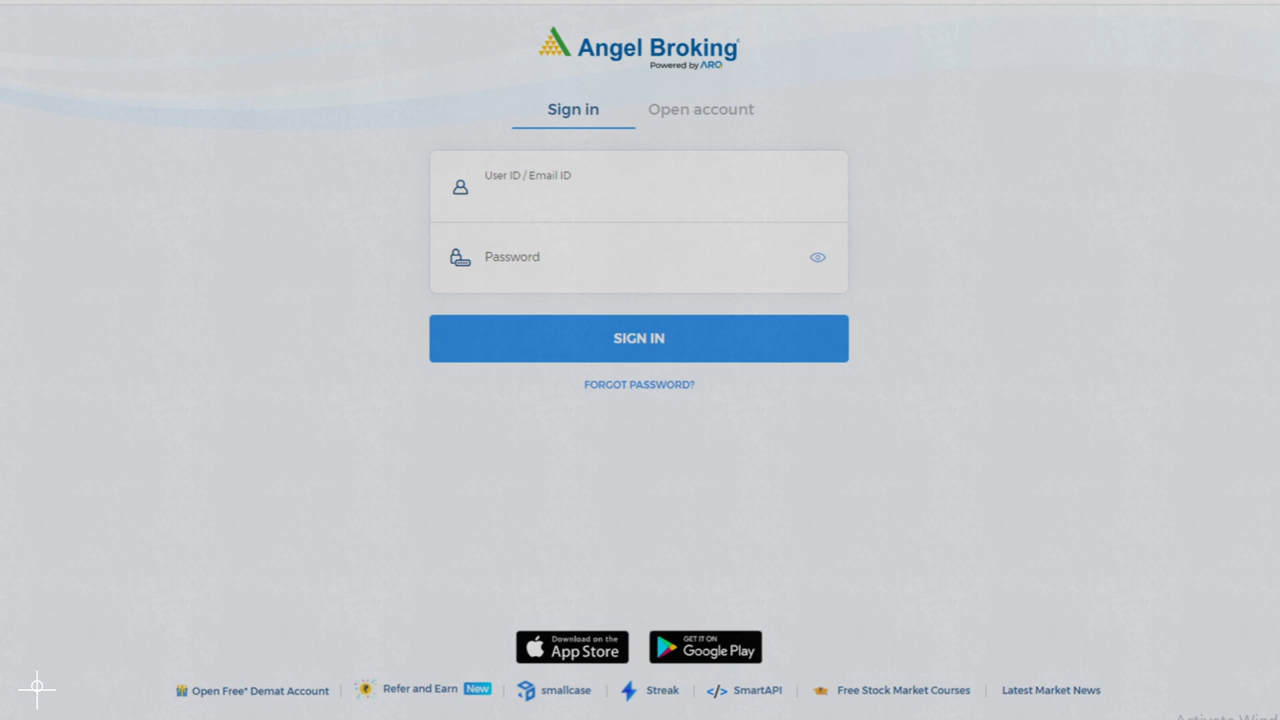 Angel Broking
Powered by ARQ
Sign in
Open account
User ID / Email ID
Password
SIGN IN
FORGOT PASSWORD?
Download on the
App Store
GET IT ON
Google Play
Open Free* Demat Account
Refer and Earn New
smallcase
Streak
</> SmartAPI
Free Stock Market Courses
Latest Market News